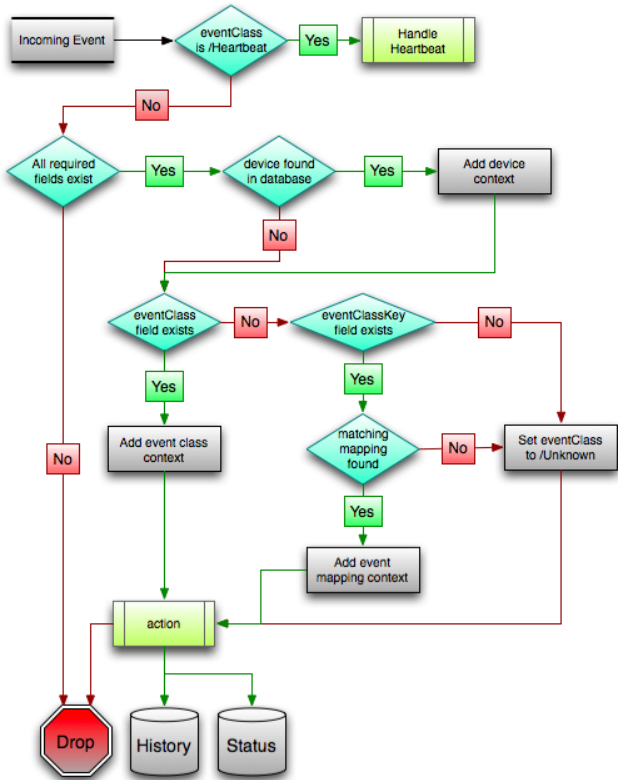 Incoming Event
eventClass
is /Heartbeat
Yes
Handle
Heartbeat
No
All required
fields exist
Yes
device found
in database
Yes
Add device
context
No
eventClass
field exists
No
eventClassKey
field exists
No
Yes
Yes
Add event class
context
matching
mapping
found
No
Set eventClass
to /Unknown
No
Yes
Add event
mapping context
action
Drop
History
Status